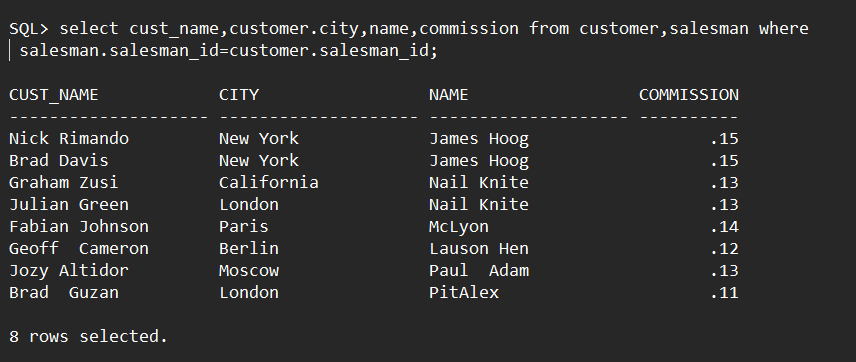 SQL> select cust_name,customer.city,name,commission from customer,salesman where
salesman.salesman_id=customer.salesman_id;
CUST_NAME            CITY                 NAME                 COMMISSION
-------------------- -------------------- -------------------- ----------
Nick Rimando         New York             James Hoog                  .15
Brad Davis           New York             James Hoog                  .15
Graham Zusi          California           Nail Knite                  .13
Julian Green         London               Nail Knite                  .13
Fabian Johnson       Paris                McLyon                      .14
Geoff  Cameron       Berlin               Lauson Hen                  .12
Jozy Altidor         Moscow               Paul  Adam                  .13
Brad  Guzan          London               PitAlex                     .11
8 rows selected.